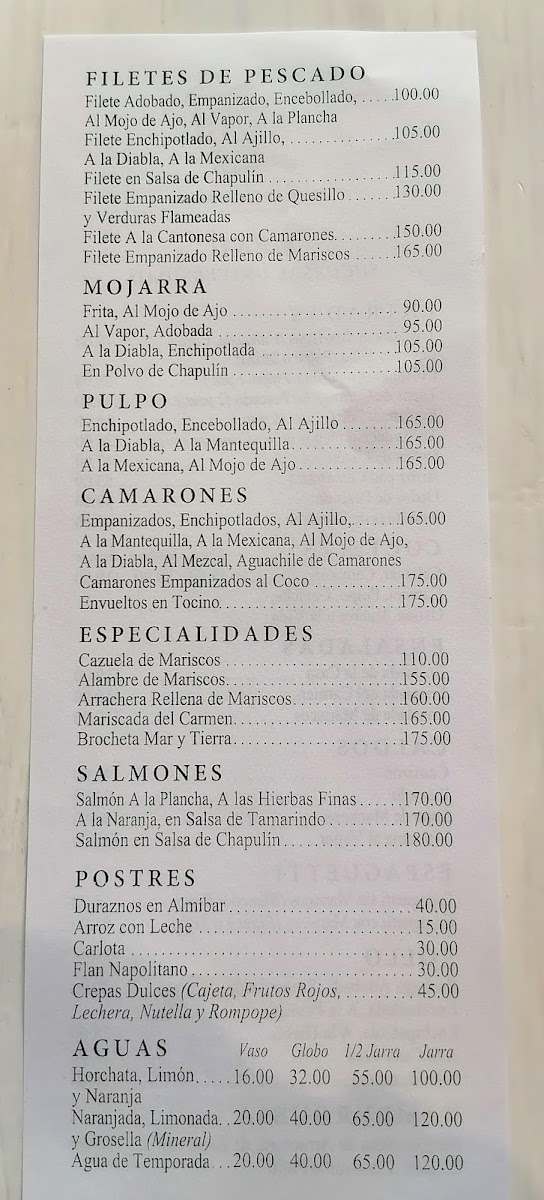 FILETES DE PESCADO
Filete Adobado, Empanizado, Encebollado, .....100.00
Al Mojo de Ajo, Al Vapor, A la Plancha
Filete Enchipotlado, Al Ajillo, ................105.00
A la Diabla, A la Mexicana
Filete en Salsa de Chapulín ....................115.00
Filete Empanizado Relleno de Quesillo .......130.00
y Verduras Flameadas
Filete A la Cantonesa con Camarones.........150.00
Filete Empanizado Relleno de Mariscos ......165.00
MOJARRA
Frita, Al Mojo de Ajo .......................... 90.00
Al Vapor, Adobada ............................ 95.00
A la Diabla, Enchipotlada ....................105.00
En Polvo de Chapulín .........................105.00
PULPO
Enchipotlado, Encebollado, Al Ajillo ........165.00
A la Diabla, A la Mantequilla................165.00
A la Mexicana, Al Mojo de Ajo...............165.00
CAMARONES
Empanizados, Enchipotlados, Al Ajillo,.......165.00
A la Mantequilla, A la Mexicana, Al Mojo de Ajo,
A la Diabla, Al Mezcal, Aguachile de Camarones
Camarones Empanizados al Coco .............175.00
Envueltos en Tocino...........................175.00
ESPECIALIDADES
Cazuela de Mariscos ..........................110.00
Alambre de Mariscos..........................155.00
Arrachera Rellena de Mariscos................160.00
Mariscada del Carmen.........................165.00
Brocheta Mar y Tierra.........................175.00
SALMONES
Salmón A la Plancha, A las Hierbas Finas ......170.00
A la Naranja, en Salsa de Tamarindo ..........170.00
Salmón en Salsa de Chapulín..................180.00
POSTRES
Duraznos en Almíbar .......................... 40.00
Arroz con Leche ............................... 15.00
Carlota ........................................ 30.00
Flan Napolitano ................................ 30.00
Crepas Dulces (Cajeta, Frutos Rojos, .......... 45.00
Lechera, Nutella y Rompope)
AGUAS Vaso Globo 1/2 Jarra Jarra
Horchata, Limón.....16.00 32.00 55.00 100.00
y Naranja
Naranjada, Limonada..20.00 40.00 65.00 120.00
y Grosella (Mineral)
Agua de Temporada...20.00 40.00 65.00 120.00